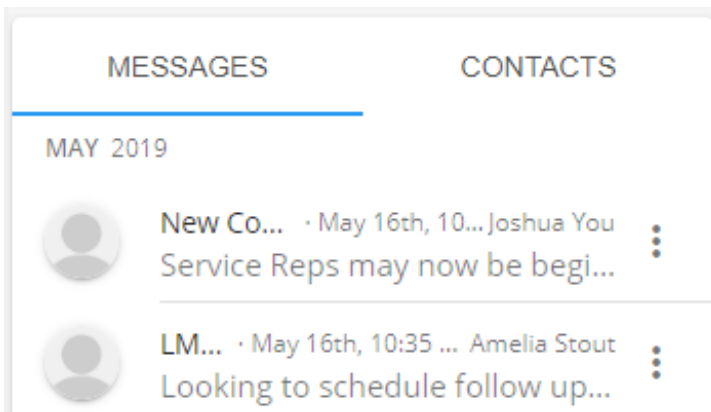 MESSAGES CONTACTS
MAY 2019
New Co... · May 16th, 10... Joshua You
Service Reps may now be begi...
LM... · May 16th, 10:35 ... Amelia Stout
Looking to schedule follow up...